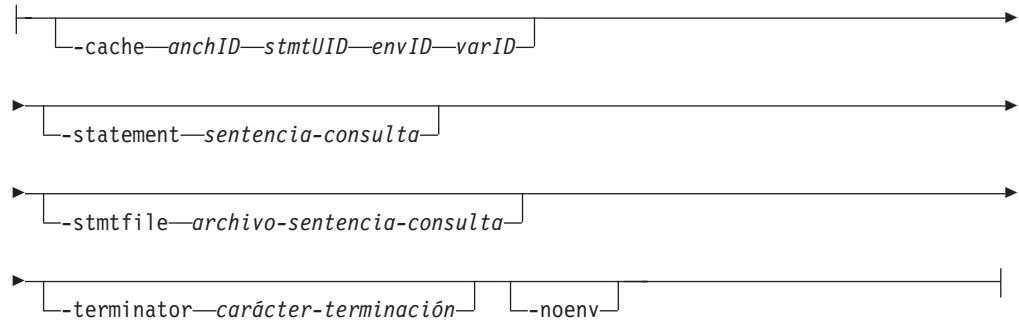 -cache anchID stmtUID envID varID
-statement sentencia-consulta
-stmtfile archivo-sentencia-consulta
-terminator carácter-terminación -noenv